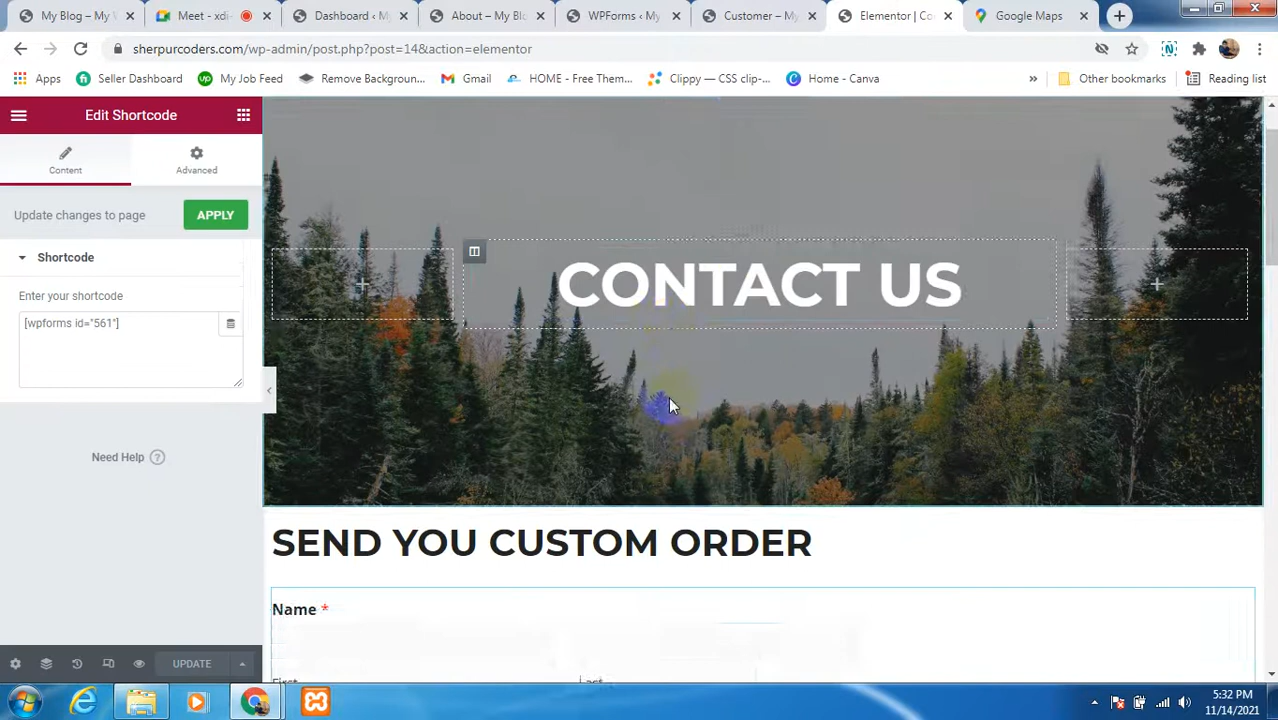 My Blog – W
Meet - xdi-
Dashboard ‹ M
About – My Bl
WPForms ‹ My
Customer – My
Elementor | Co
Google Maps
sherpurcoders.com/wp-admin/post.php?post=14&action=elementor
Apps
Seller Dashboard
My Job Feed
Remove Backgroun...
Gmail
HOME - Free Them...
Clippy — CSS clip-...
Home - Canva
»
Other bookmarks
Reading list
Edit Shortcode
Content
Advanced
Update changes to page
APPLY
Shortcode
Enter your shortcode
[wpforms id="561"]
Need Help
UPDATE
CONTACT US
SEND YOU CUSTOM ORDER
Name *
First
Last
5:32 PM
11/14/2021